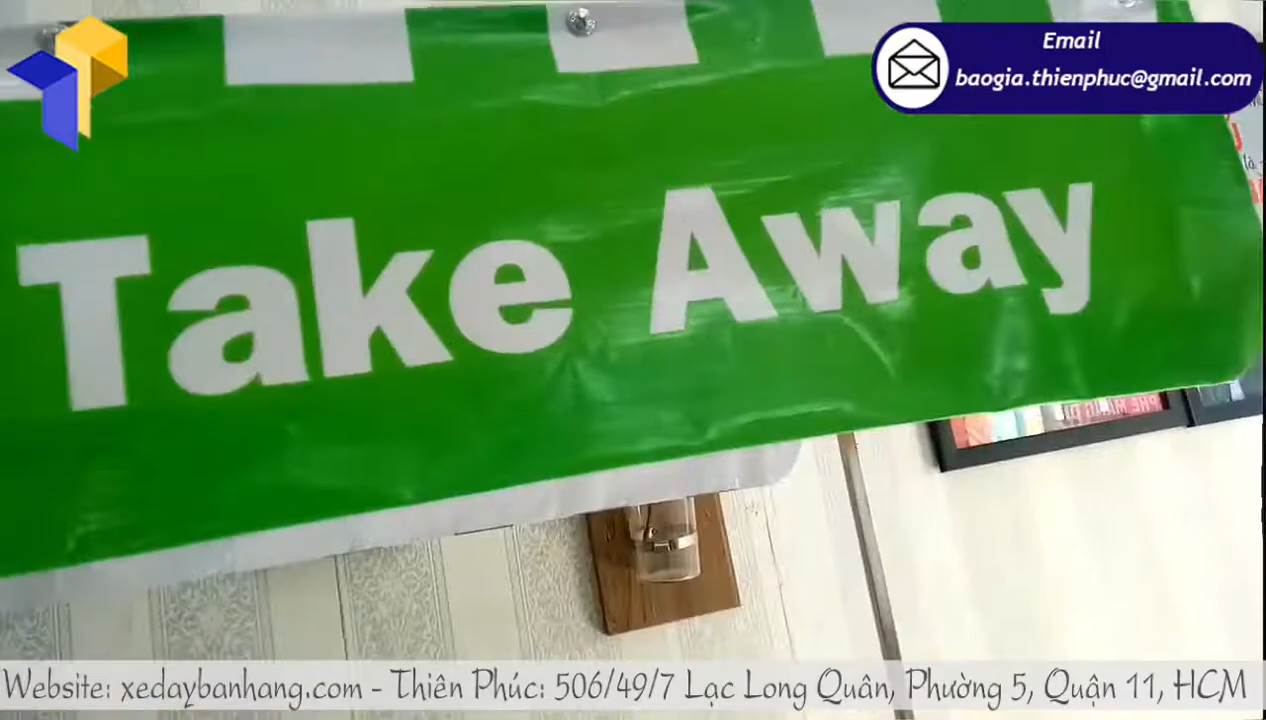 Email
baogia.thienphuc@gmail.com
Take Away
Website: xedaybanhang.com - Thiên Phúc: 506/49/7 Lạc Long Quân, Phường 5, Quận 11, HCM